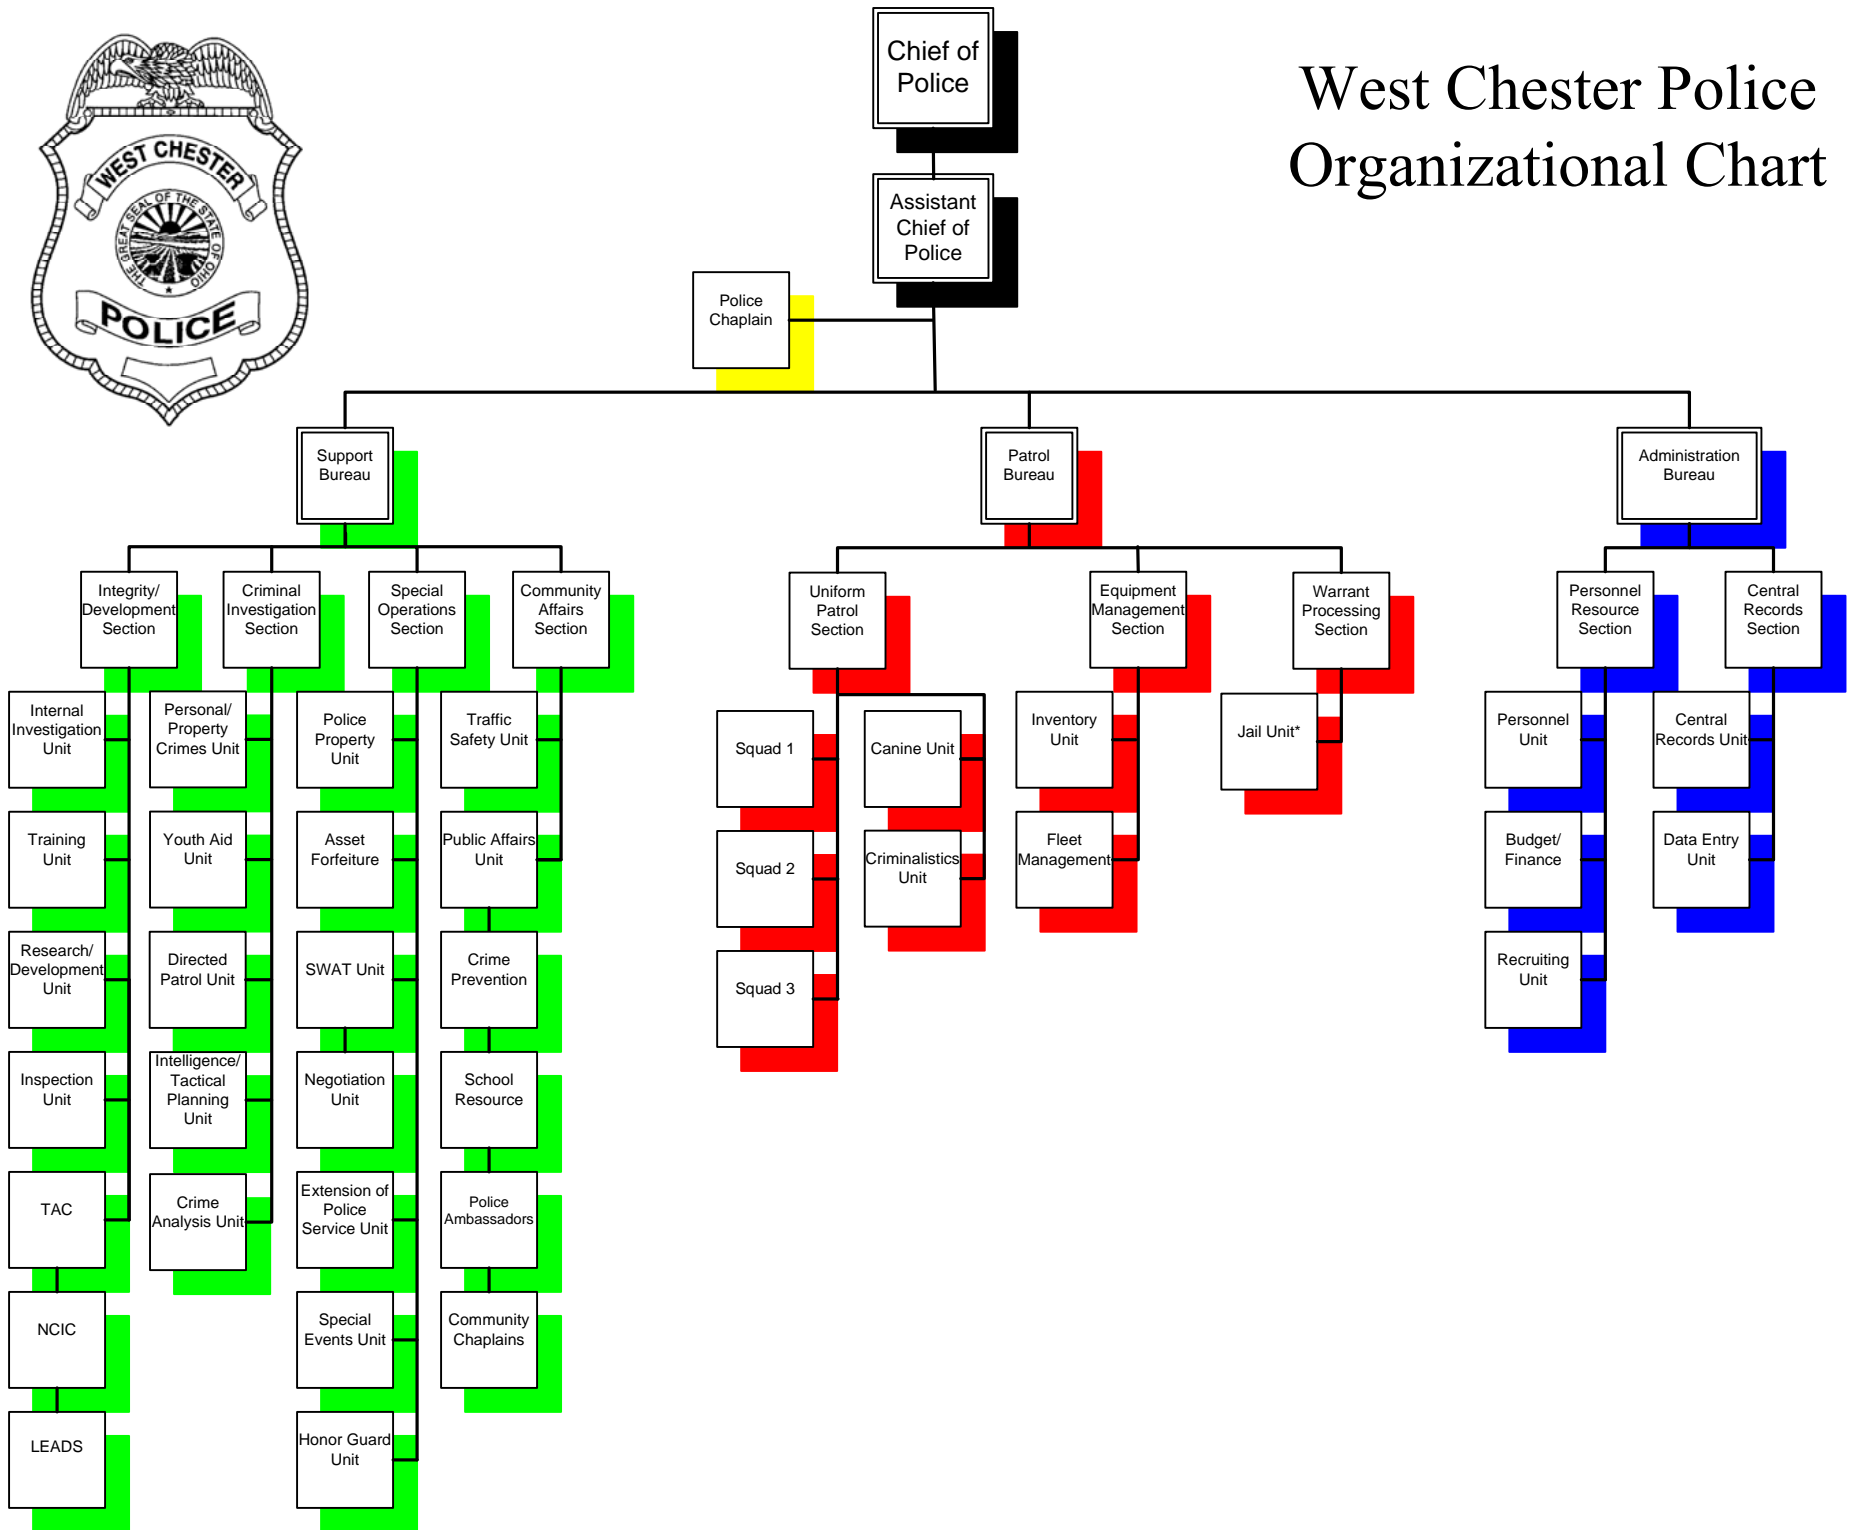 WEST CHESTER
THE GREAT SEAL OF THE STATE OF OHIO
POLICE
Chief of
Police
West Chester Police
Organizational Chart
Assistant
Chief of
Police
Police
Chaplain
Support
Bureau
Patrol
Bureau
Administration
Bureau
Integrity/
Development
Section
Criminal
Investigation
Section
Special
Operations
Section
Community
Affairs
Section
Uniform
Patrol
Section
Equipment
Management
Section
Warrant
Processing
Section
Personnel
Resource
Section
Central
Records
Section
Internal
Investigation
Unit
Personal/
Property
Crimes Unit
Police
Property
Unit
Traffic
Safety Unit
Squad 1
Canine Unit
Inventory
Unit
Jail Unit*
Personnel
Unit
Central
Records Unit
Training
Unit
Youth Aid
Unit
Asset
Forfeiture
Public Affairs
Unit
Squad 2
Criminalistics
Unit
Fleet
Management
Budget/
Finance
Data Entry
Unit
Research/
Development
Unit
Directed
Patrol Unit
SWAT Unit
Crime
Prevention
Squad 3
Recruiting
Unit
Inspection
Unit
Intelligence/
Tactical
Planning
Unit
Negotiation
Unit
School
Resource
TAC
Crime
Analysis Unit
Extension of
Police
Service Unit
Police
Ambassadors
NCIC
Special
Events Unit
Community
Chaplains
LEADS
Honor Guard
Unit